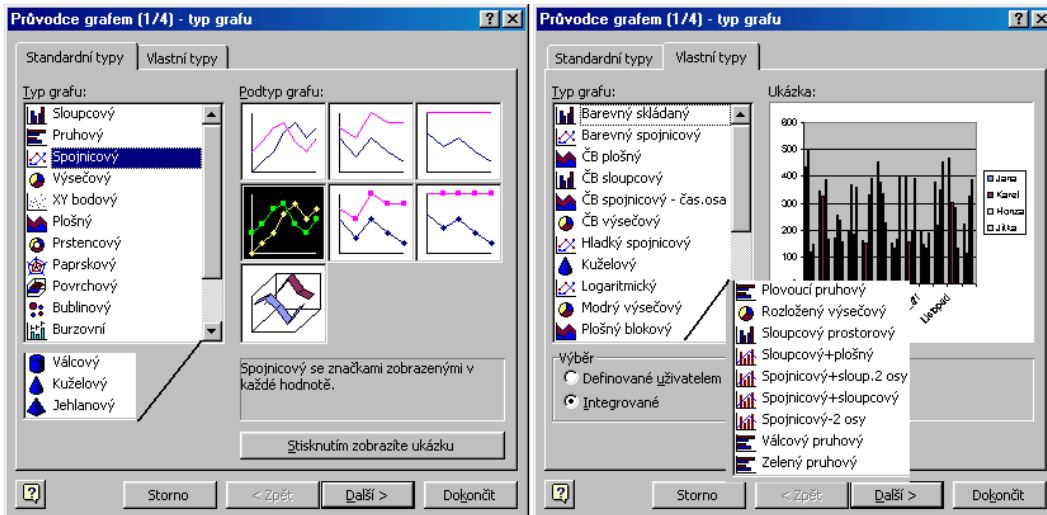 Průvodce grafem (1/4) - typ grafu
Standardní typy
Vlastní typy
Typ grafu:
Sloupcový
Pruhový
Spojnicový
Výsečový
XY bodový
Plošný
Prstencový
Paprskový
Povrchový
Bublinový
Burzovní
Válcový
Kuželový
Jehlanový
Podtyp grafu:
Spojnicový se značkami zobrazenými v
každé hodnotě.
Stisknutím zobrazíte ukázku
Storno
< Zpět
Další >
Dokončit
Průvodce grafem (1/4) - typ grafu
Standardní typy
Vlastní typy
Typ grafu:
Barevný skládaný
Barevný spojnicový
ČB plošný
ČB sloupcový
ČB spojnicový - čas.osa
ČB výsečový
Hladký spojnicový
Kuželový
Logaritmický
Modrý výsečový
Plošný blokový
Plovoucí pruhový
Rozložený výsečový
Sloupcový prostorový
Sloupcový+plošný
Spojnicový+sloup.2 osy
Spojnicový+sloupcový
Spojnicový-2 osy
Válcový pruhový
Zelený pruhový
Ukázka:
600
500
400
300
200
100
Listopad
Jana
Karel
Honza
Jitka
Výběr
Definované uživatelem
Integrované
Storno
< Zpět
Další >
Dokončit